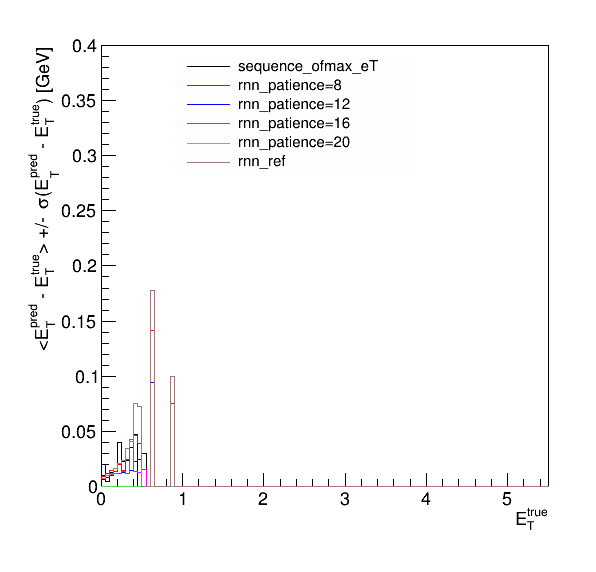 <E_T^pred - E_T^true> +/- σ(E_T^pred - E_T^true) [GeV]
0.4
0.35
0.3
0.25
0.2
0.15
0.1
0.05
0
sequence_ofmax_eT
rnn_patience=8
rnn_patience=12
rnn_patience=16
rnn_patience=20
rnn_ref
0 1 2 3 4 5
E_T^true